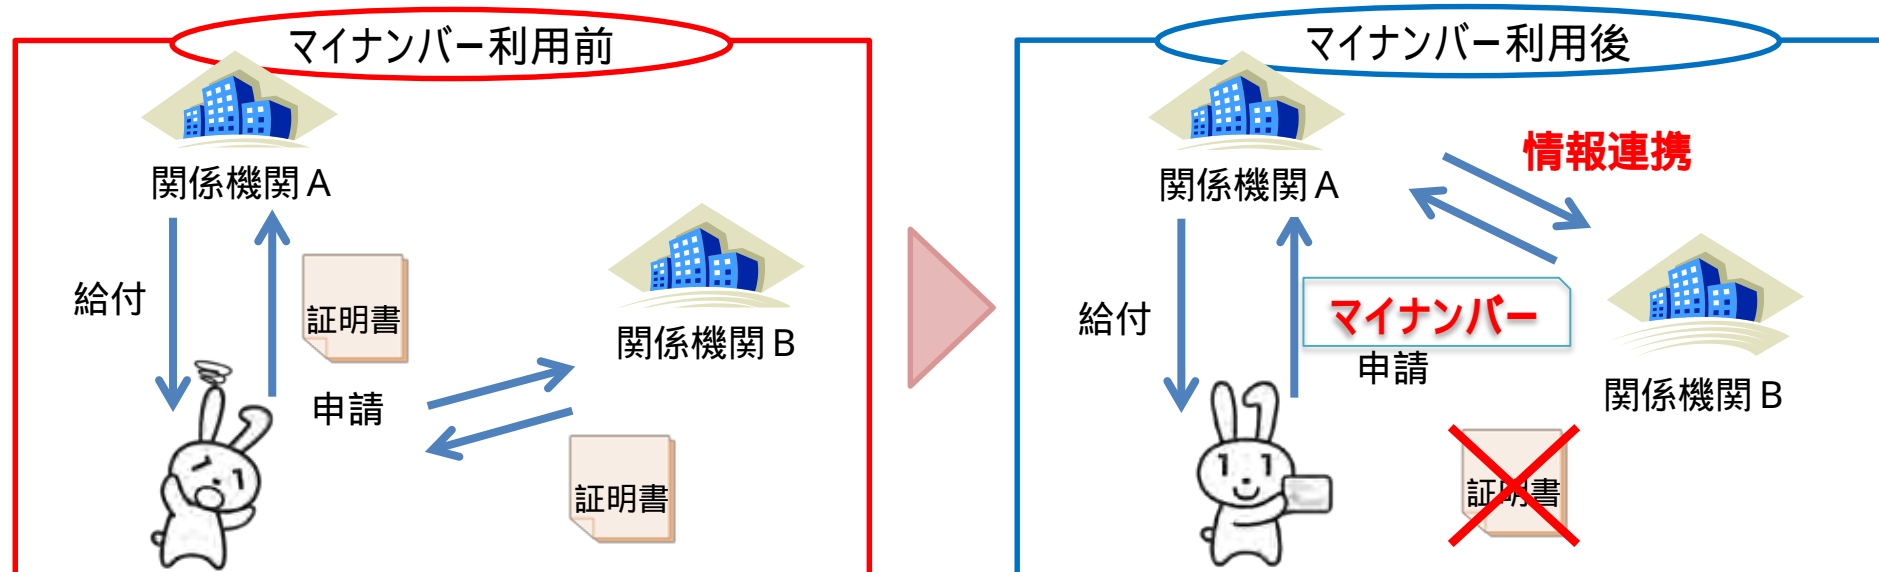 マイナンバー利用前
関係機関A
給付
証明書
申請
関係機関B
証明書
マイナンバー利用後
関係機関A
情報連携
給付
マイナンバー
申請
関係機関B
証明書